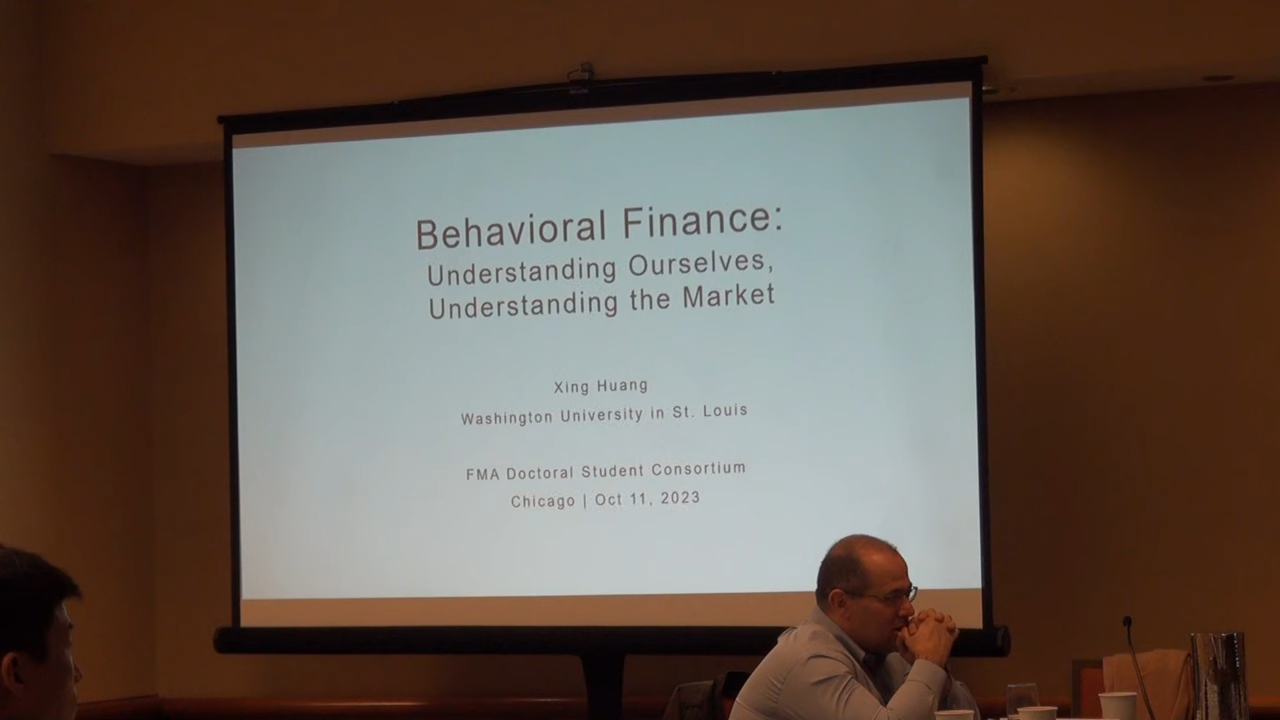 Behavioral Finance:
Understanding Ourselves,
Understanding the Market
Xing Huang
Washington University in St. Louis
FMA Doctoral Student Consortium
Chicago | Oct 11, 2023